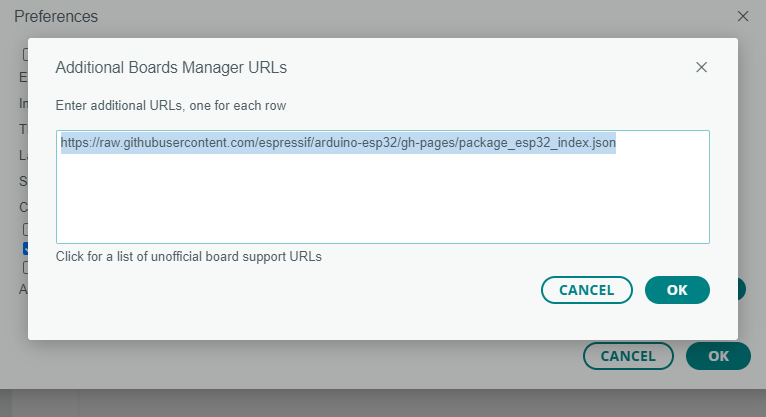 Preferences
Additional Boards Manager URLs
Enter additional URLs, one for each row
https://raw.githubusercontent.com/espressif/arduino-esp32/gh-pages/package_esp32_index.json
Click for a list of unofficial board support URLs
CANCEL
OK
CANCEL
OK